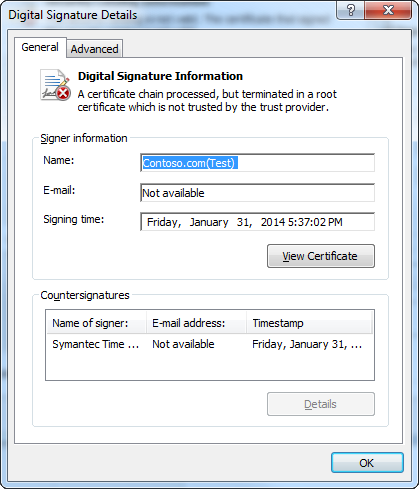 Digital Signature Details
General Advanced
Digital Signature Information
A certificate chain processed, but terminated in a root
certificate which is not trusted by the trust provider.
Signer information
Name: Contoso.com(Test)
E-mail: Not available
Signing time: Friday, January 31, 2014 5:37:02 PM
View Certificate
Countersignatures
Name of signer: E-mail address: Timestamp
Symantec Time ... Not available Friday, January 31, ...
Details
OK